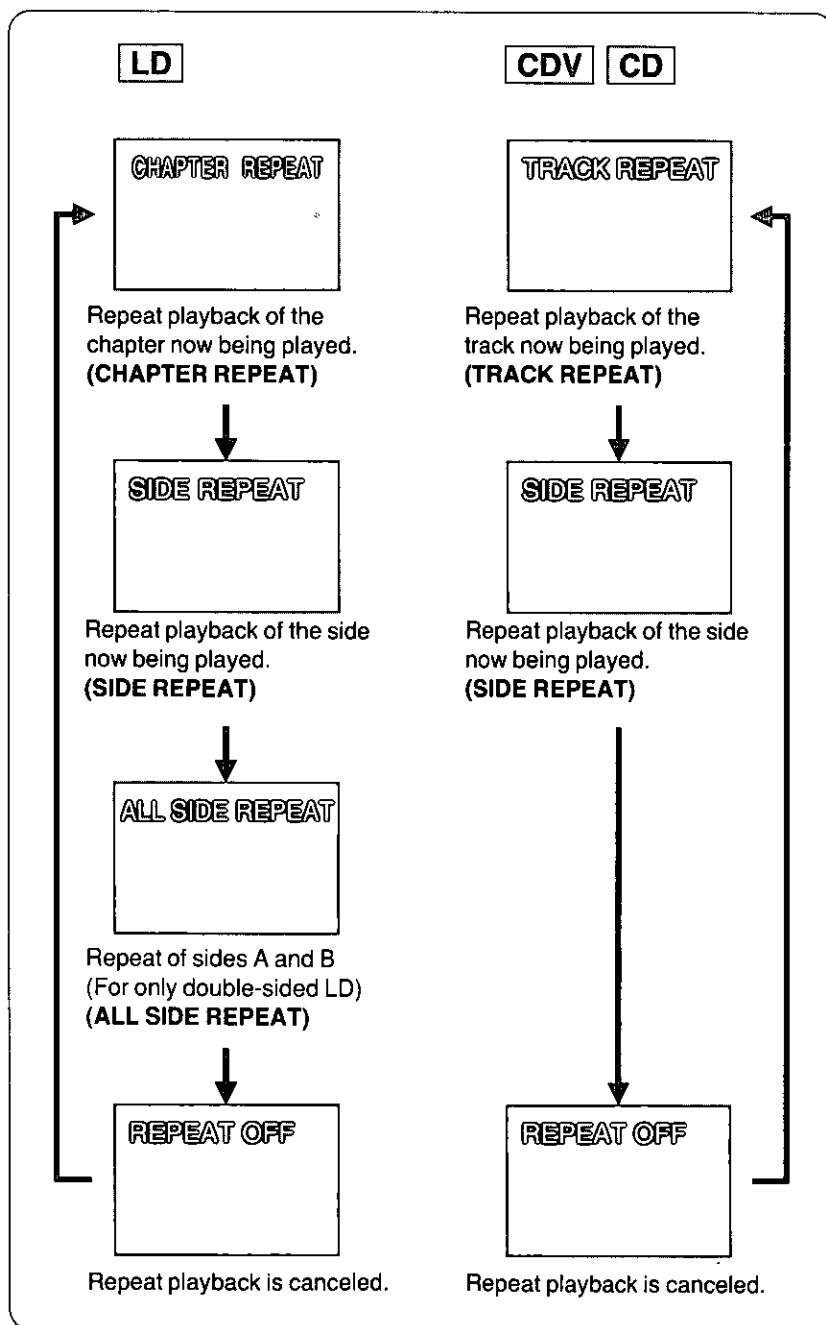 LD
CHAPTER REPEAT
Repeat playback of the
chapter now being played.
(CHAPTER REPEAT)
SIDE REPEAT
Repeat playback of the side
now being played.
(SIDE REPEAT)
ALL SIDE REPEAT
Repeat of sides A and B
(For only double-sided LD)
(ALL SIDE REPEAT)
REPEAT OFF
Repeat playback is canceled.
CDV CD
TRACK REPEAT
Repeat playback of the
track now being played.
(TRACK REPEAT)
SIDE REPEAT
Repeat playback of the side
now being played.
(SIDE REPEAT)
REPEAT OFF
Repeat playback is canceled.